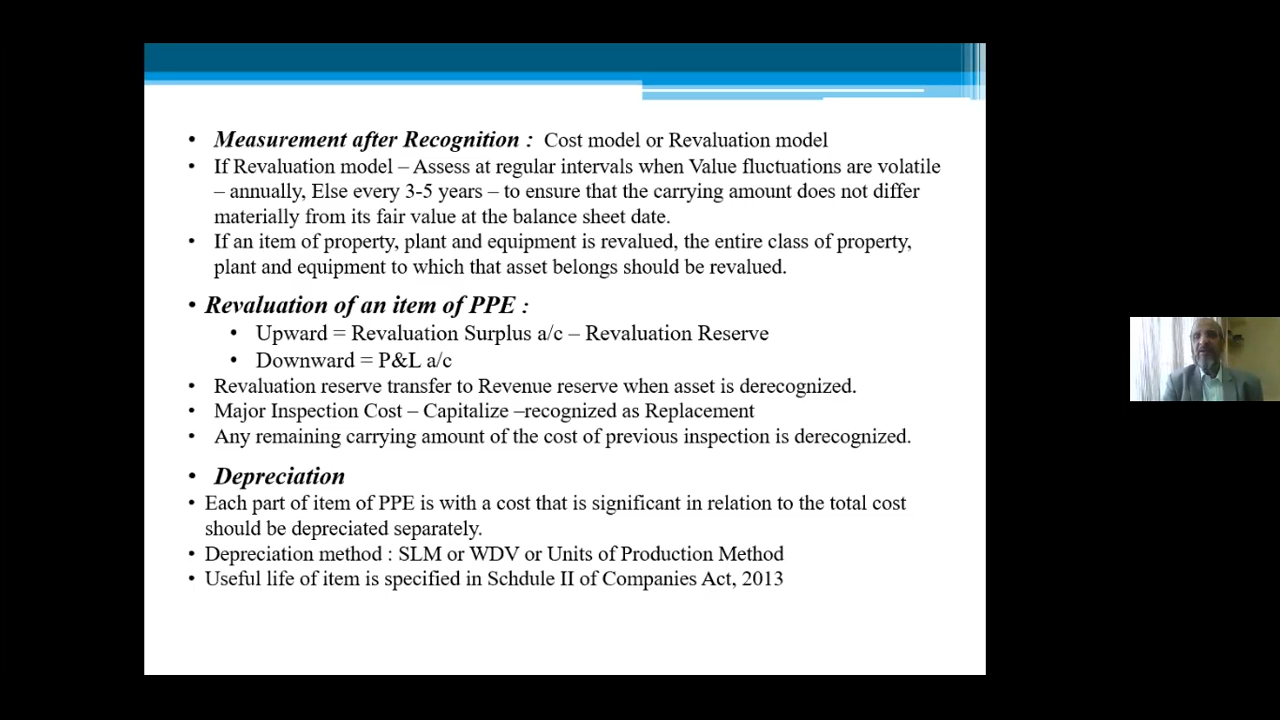 • Measurement after Recognition : Cost model or Revaluation model
• If Revaluation model – Assess at regular intervals when Value fluctuations are volatile
– annually, Else every 3-5 years – to ensure that the carrying amount does not differ
materially from its fair value at the balance sheet date.
• If an item of property, plant and equipment is revalued, the entire class of property,
plant and equipment to which that asset belongs should be revalued.
• Revaluation of an item of PPE :
• Upward = Revaluation Surplus a/c – Revaluation Reserve
• Downward = P&L a/c
• Revaluation reserve transfer to Revenue reserve when asset is derecognized.
• Major Inspection Cost – Capitalize –recognized as Replacement
• Any remaining carrying amount of the cost of previous inspection is derecognized.
• Depreciation
• Each part of item of PPE is with a cost that is significant in relation to the total cost
should be depreciated separately.
• Depreciation method : SLM or WDV or Units of Production Method
• Useful life of item is specified in Schdule II of Companies Act, 2013